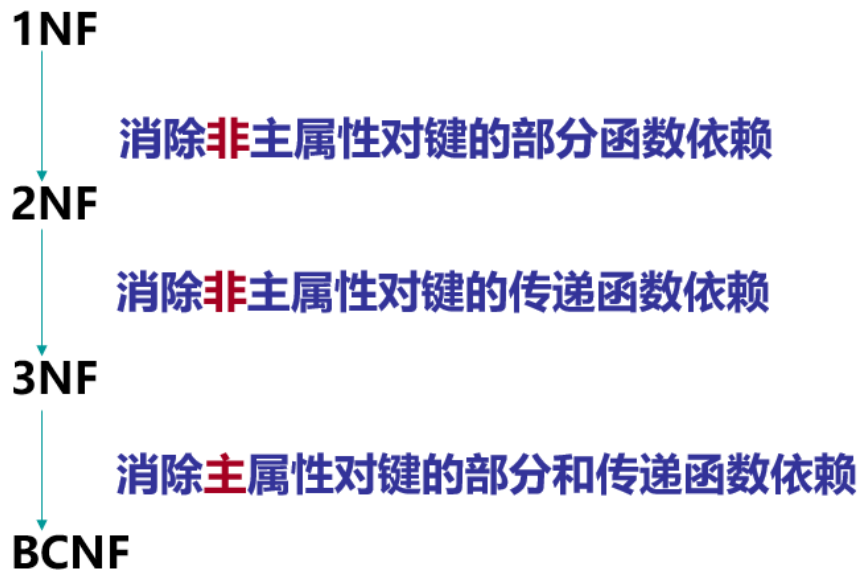 1NF
消除非主属性对键的部分函数依赖
2NF
消除非主属性对键的传递函数依赖
3NF
消除主属性对键的部分和传递函数依赖
BCNF